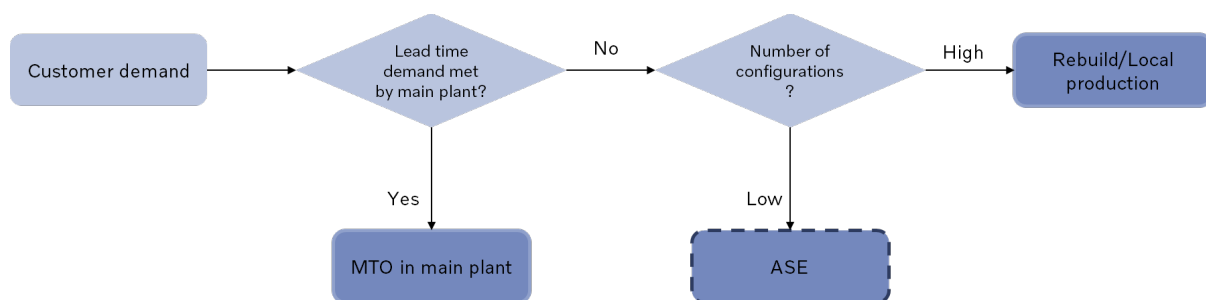 Customer demand
Lead time
demand met
by main plant?
No
Number of
configurations
?
High
Rebuild/Local
production
Yes
Low
MTO in main plant
ASE